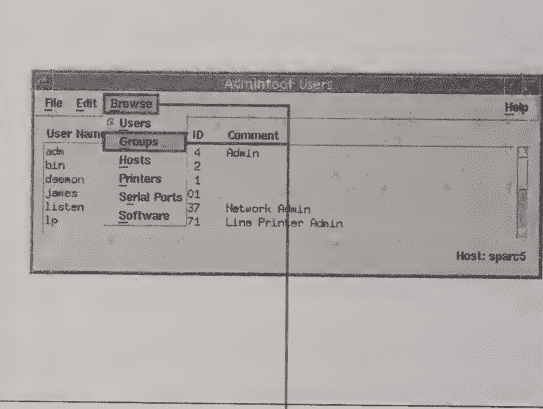 Admintool: Users
File Edit Browse Help
Users
User Name ID Comment
Groups
adm 4 Admin
bin Hosts 2
daemon Printers 1
james Serial Ports 01
listen 37 Network Admin
lp Software 71 Line Printer Admin
Host: sparc5